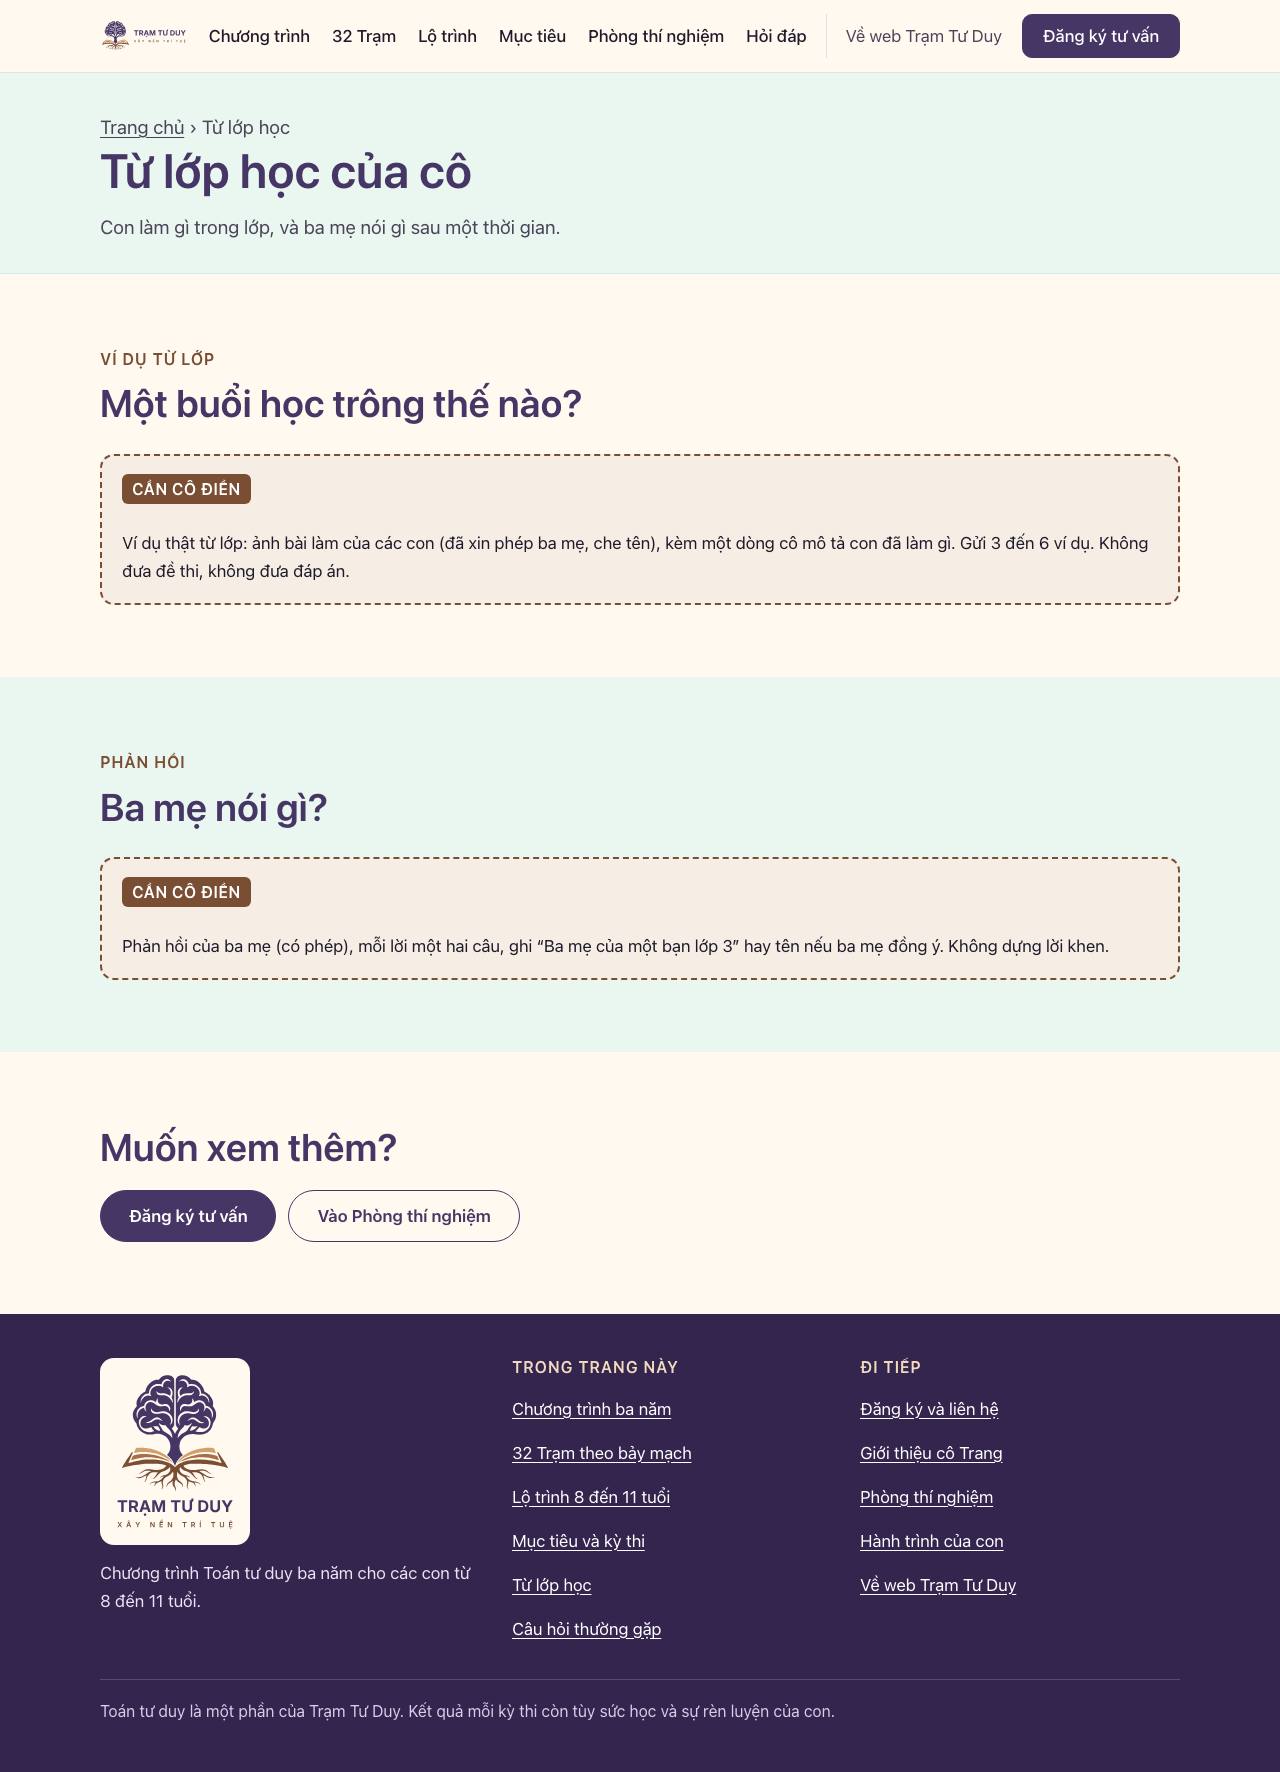 TRẠM TƯ DUY
XÂY NỀN TRÍ TUỆ
Chương trình
32 Trạm
Lộ trình
Mục tiêu
Phòng thí nghiệm
Hỏi đáp
Về web Trạm Tư Duy
Đăng ký tư vấn
Trang chủ › Từ lớp học
Từ lớp học của cô
Con làm gì trong lớp, và ba mẹ nói gì sau một thời gian.
VÍ DỤ TỪ LỚP
Một buổi học trông thế nào?
CẦN CÔ ĐIỀN
Ví dụ thật từ lớp: ảnh bài làm của các con (đã xin phép ba mẹ, che tên), kèm một dòng cô mô tả con đã làm gì. Gửi 3 đến 6 ví dụ. Không
đưa đề thi, không đưa đáp án.
PHẢN HỒI
Ba mẹ nói gì?
CẦN CÔ ĐIỀN
Phản hồi của ba mẹ (có phép), mỗi lời một hai câu, ghi “Ba mẹ của một bạn lớp 3” hay tên nếu ba mẹ đồng ý. Không dựng lời khen.
Muốn xem thêm?
Đăng ký tư vấn
Vào Phòng thí nghiệm
TRẠM TƯ DUY
XÂY NỀN TRÍ TUỆ
Chương trình Toán tư duy ba năm cho các con từ
8 đến 11 tuổi.
TRONG TRANG NÀY
Chương trình ba năm
32 Trạm theo bảy mạch
Lộ trình 8 đến 11 tuổi
Mục tiêu và kỳ thi
Từ lớp học
Câu hỏi thường gặp
ĐI TIẾP
Đăng ký và liên hệ
Giới thiệu cô Trang
Phòng thí nghiệm
Hành trình của con
Về web Trạm Tư Duy
Toán tư duy là một phần của Trạm Tư Duy. Kết quả mỗi kỳ thi còn tùy sức học và sự rèn luyện của con.